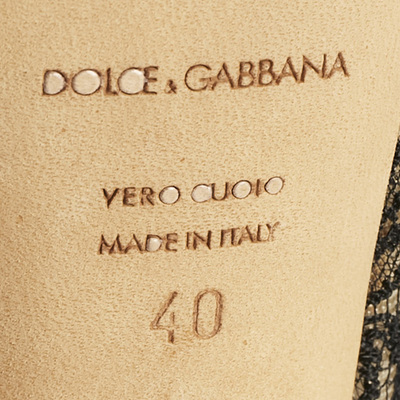 DOLCE & GABBANA
VERO CUOIO
MADE IN ITALY
40